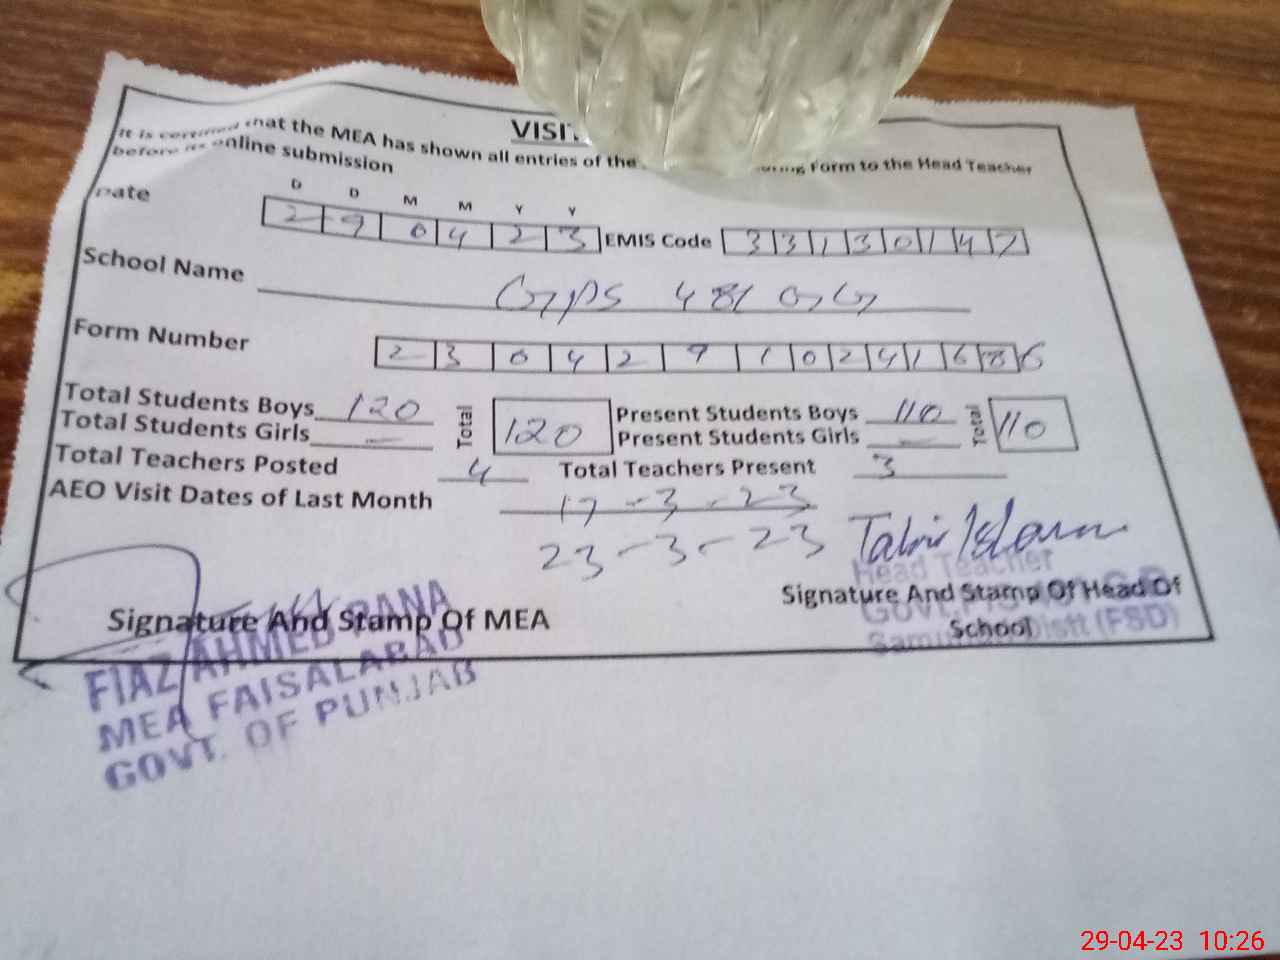 VISI
It is certified that the MEA has shown all entries of the Form to the Head Teacher
before its online submission
Date D D M M Y Y
2 9 0 4 2 3 EMIS Code 3 3 1 3 0 1 4 7
School Name GPS 481 GG
Form Number 2 3 0 4 2 9 1 0 2 4 1 6 8 6
Total Students Boys 120 Total 120 Present Students Boys 110 Total 110
Total Students Girls — Present Students Girls —
Total Teachers Posted 4 Total Teachers Present 3
AEO Visit Dates of Last Month 17-3-23
23-3-23
Head Teacher
Signature And Stamp Of MEA
Signature And Stamp Of Head Of
School
Distt (FSD)
FIAZ AHMED RANA
MEA FAISALABAD
GOVT. OF PUNJAB
29-04-23 10:26